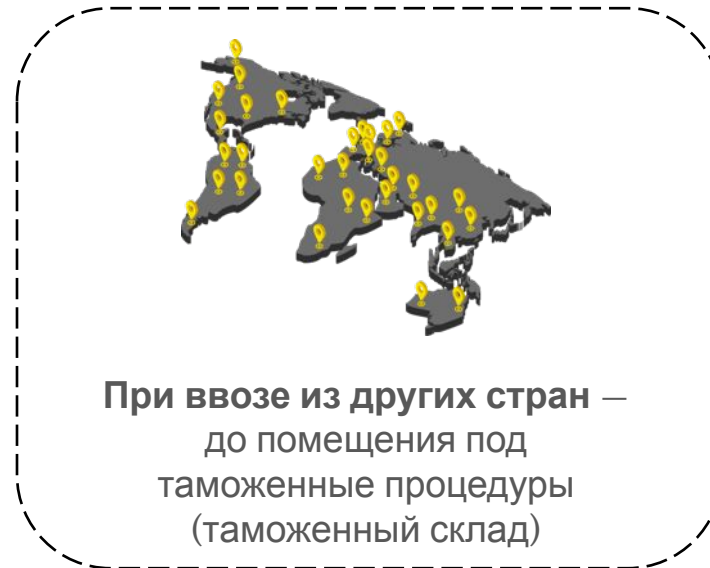 При ввозе из других стран –
до помещения под
таможенные процедуры
(таможенный склад)